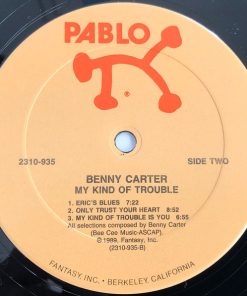 PABLO
®
2310-935 SIDE TWO
BENNY CARTER
MY KIND OF TROUBLE
1. ERIC'S BLUES 7:22
2. ONLY TRUST YOUR HEART 8:52
3. MY KIND OF TROUBLE IS YOU 6:55
All selections composed by Benny Carter
(Bee Cee Music-ASCAP).
© 1989, Fantasy, Inc.
(2310-935-B)
FANTASY, INC. • BERKELEY, CALIFORNIA